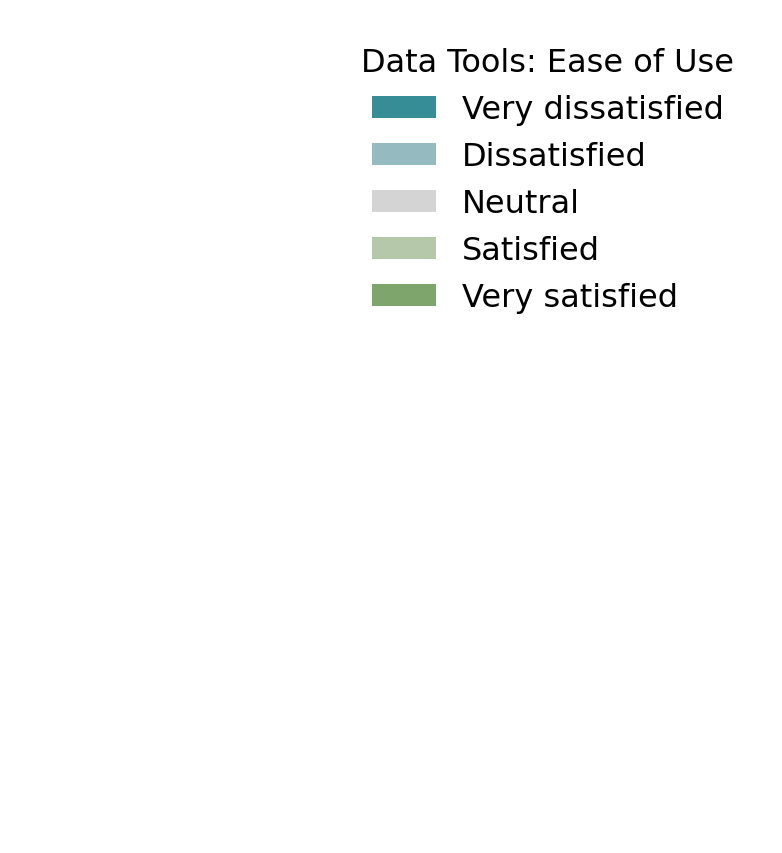 Data Tools: Ease of Use
Very dissatisfied
Dissatisfied
Neutral
Satisfied
Very satisfied